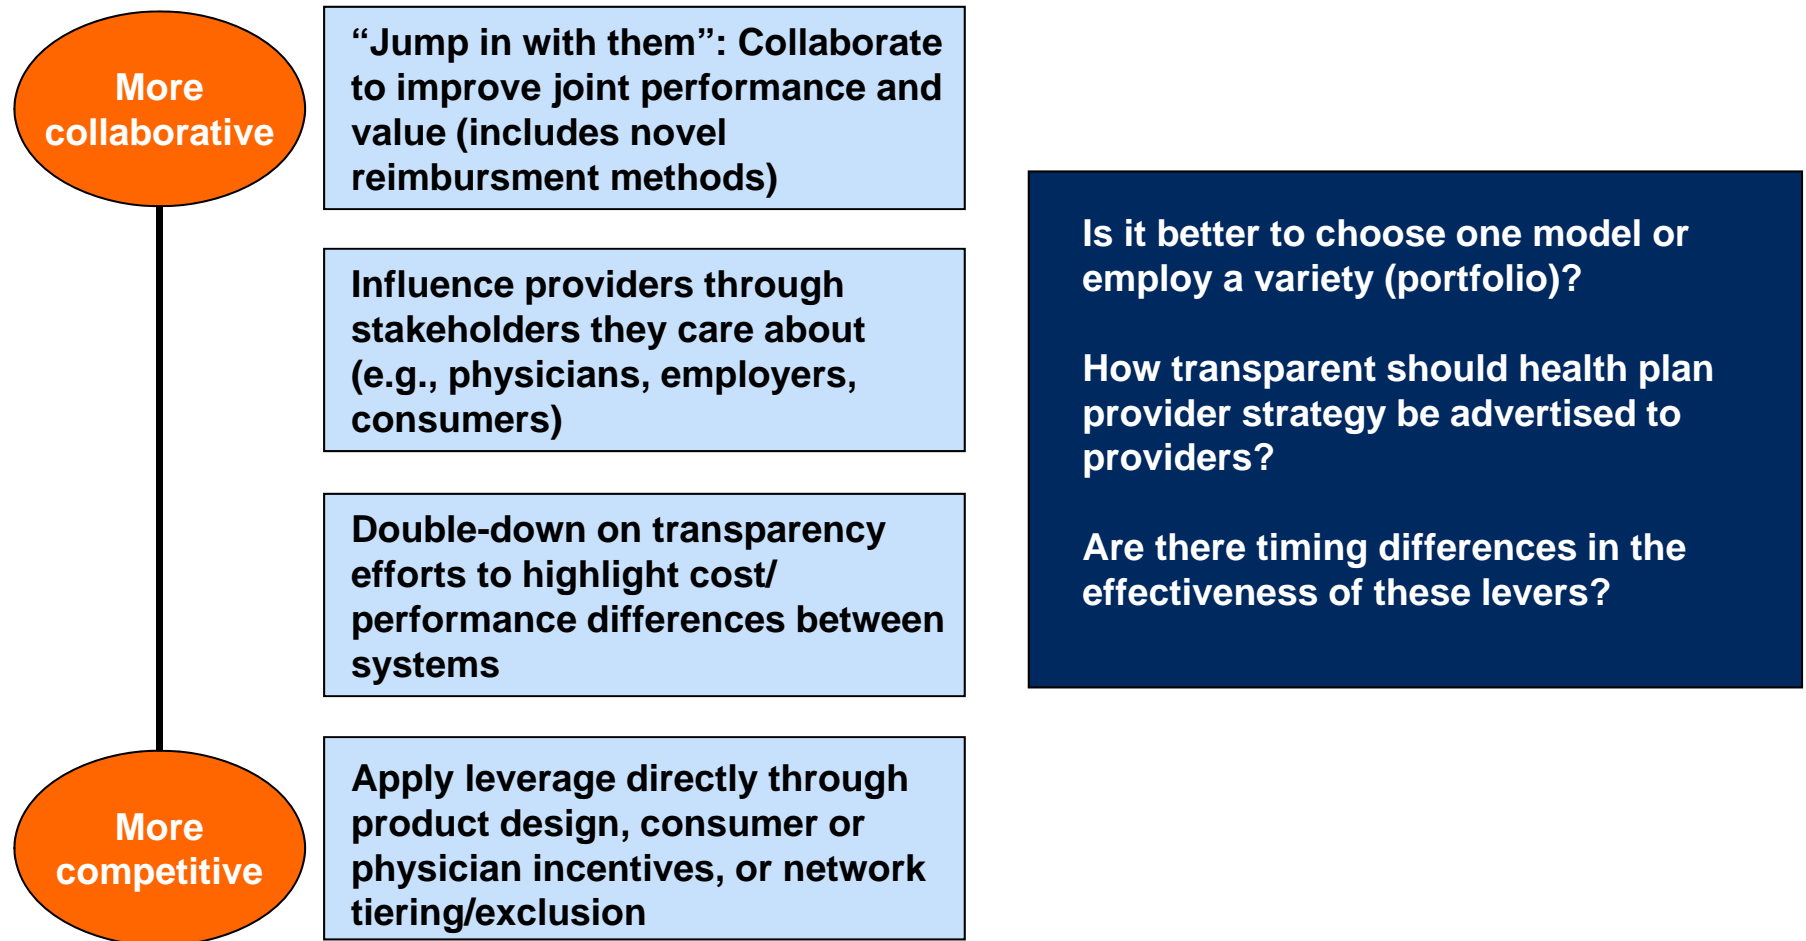 More
collaborative
“Jump in with them”: Collaborate
to improve joint performance and
value (includes novel
reimbursment methods)
Influence providers through
stakeholders they care about
(e.g., physicians, employers,
consumers)
Double-down on transparency
efforts to highlight cost/
performance differences between
systems
More
competitive
Apply leverage directly through
product design, consumer or
physician incentives, or network
tiering/exclusion
Is it better to choose one model or
employ a variety (portfolio)?
How transparent should health plan
provider strategy be advertised to
providers?
Are there timing differences in the
effectiveness of these levers?